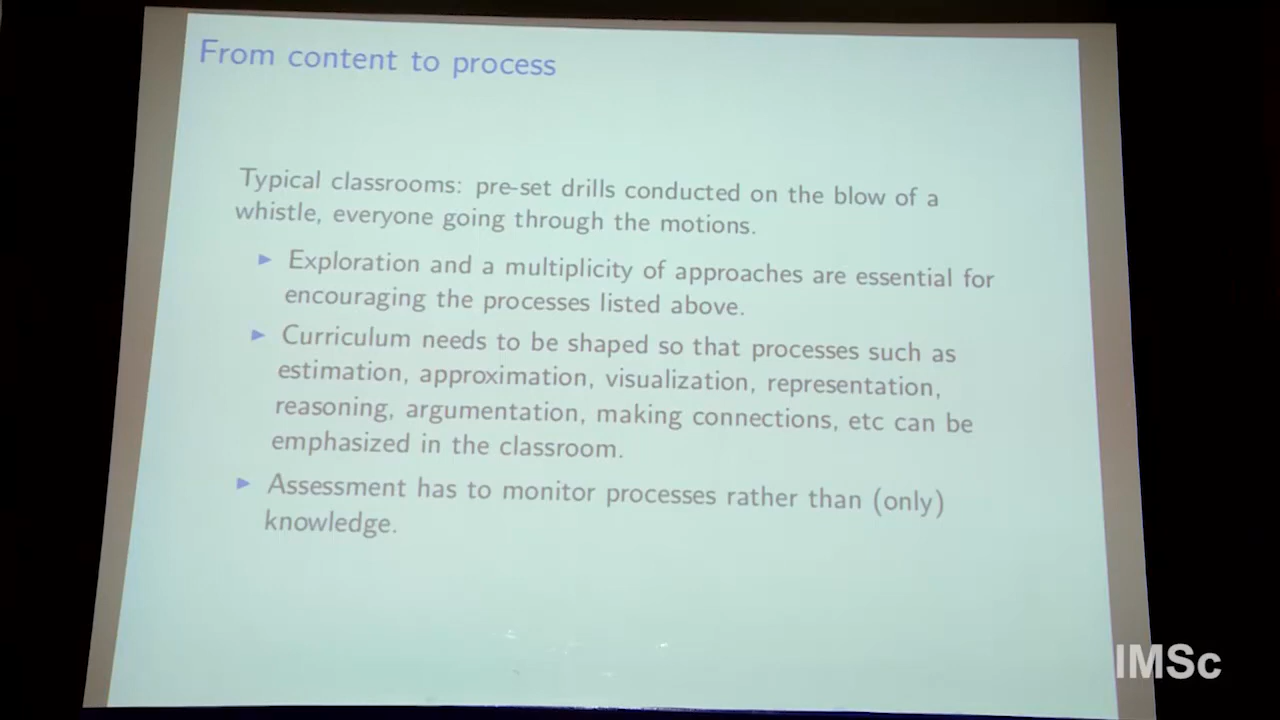 From content to process
Typical classrooms: pre-set drills conducted on the blow of a
whistle, everyone going through the motions.
Exploration and a multiplicity of approaches are essential for
encouraging the processes listed above.
Curriculum needs to be shaped so that processes such as
estimation, approximation, visualization, representation,
reasoning, argumentation, making connections, etc can be
emphasized in the classroom.
Assessment has to monitor processes rather than (only)
knowledge.
IMSc